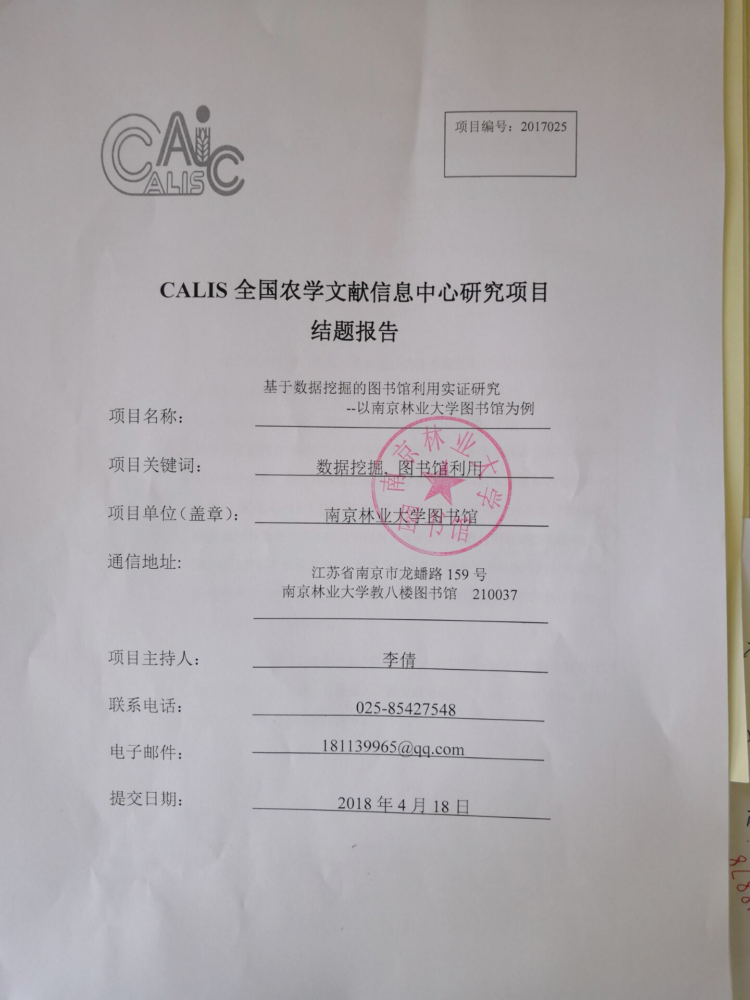 CAiC
CALIS
项目编号：2017025
CALIS 全国农学文献信息中心研究项目
结题报告
基于数据挖掘的图书馆利用实证研究
--以南京林业大学图书馆为例
项目名称：
项目关键词： 数据挖掘，图书馆利用
项目单位（盖章）： 南京林业大学图书馆
南京林业大学
图书馆
通信地址:
江苏省南京市龙蟠路 159 号
南京林业大学教八楼图书馆 210037
项目主持人： 李倩
联系电话： 025-85427548
电子邮件： 181139965@qq.com
提交日期： 2018 年 4 月 18 日